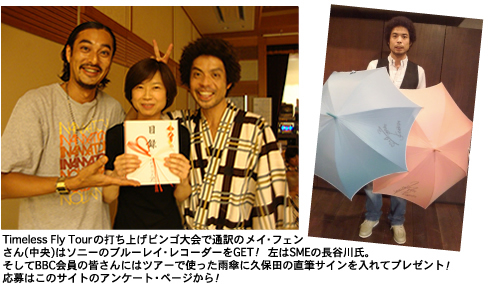 NANTA
INANITA
目録
Timeless Fly Tourの打ち上げビンゴ大会で通訳のメイ・フェン
さん(中央)はソニーのブルーレイ・レコーダーをGET! 左はSMEの長谷川氏。
そしてBBC会員の皆さんにはツアーで使った雨傘に久保田の直筆サインを入れてプレゼント!
応募はこのサイトのアンケート・ページから!